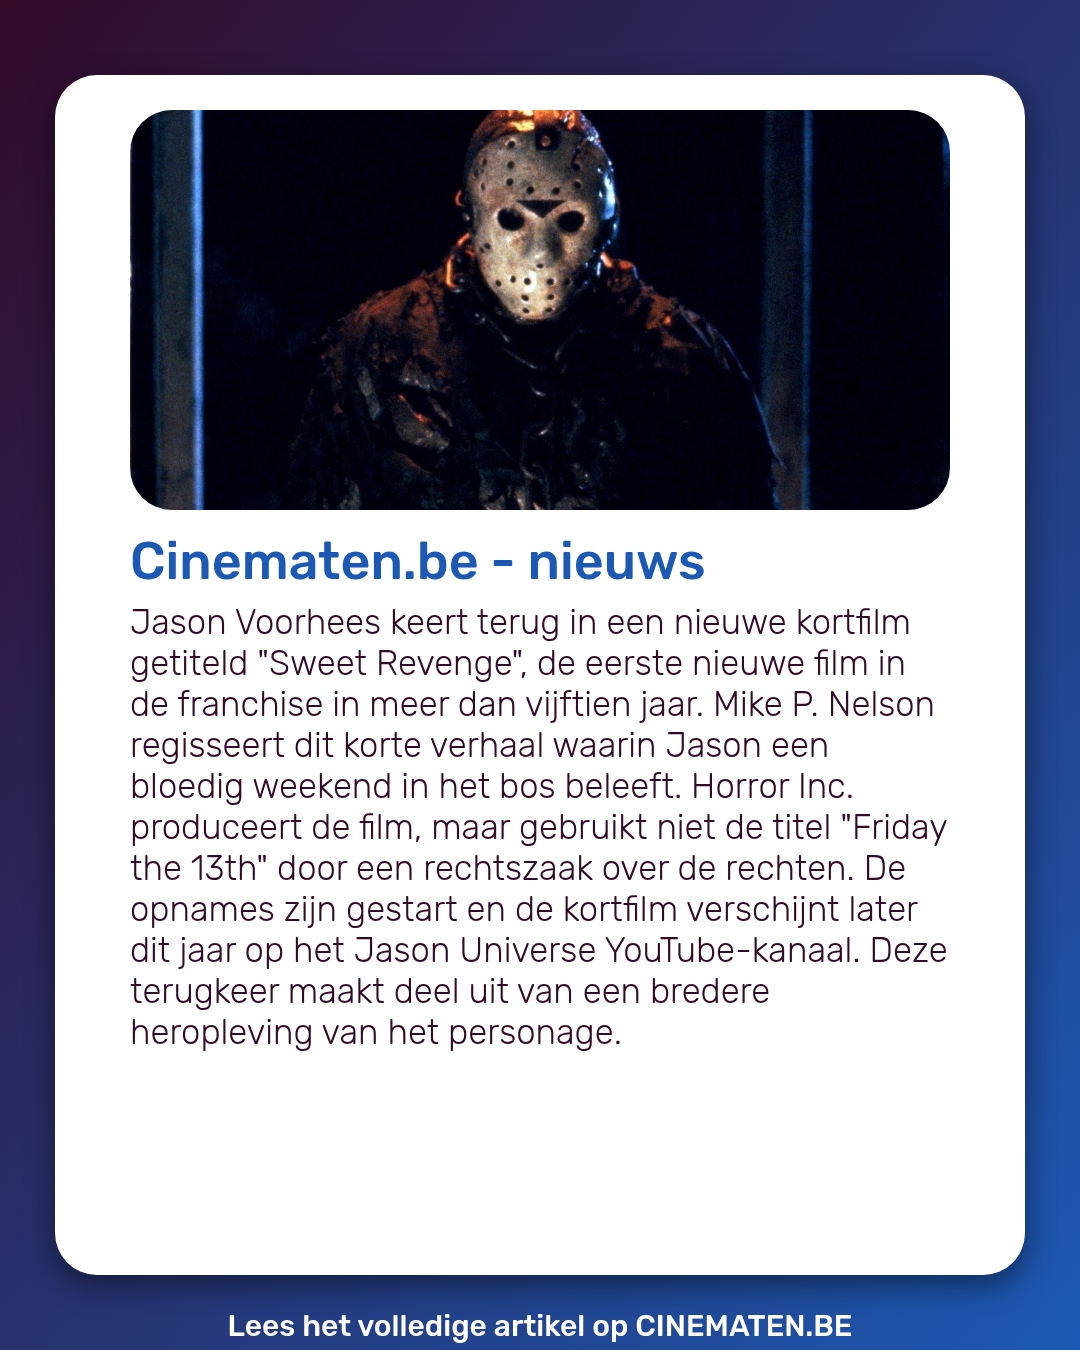 Cinematen.be - nieuws
Jason Voorhees keert terug in een nieuwe kortfilm
getiteld "Sweet Revenge", de eerste nieuwe film in
de franchise in meer dan vijftien jaar. Mike P. Nelson
regisseert dit korte verhaal waarin Jason een
bloedig weekend in het bos beleeft. Horror Inc.
produceert de film, maar gebruikt niet de titel "Friday
the 13th" door een rechtszaak over de rechten. De
opnames zijn gestart en de kortfilm verschijnt later
dit jaar op het Jason Universe YouTube-kanaal. Deze
terugkeer maakt deel uit van een bredere
heropleving van het personage.
Lees het volledige artikel op CINEMATEN.BE